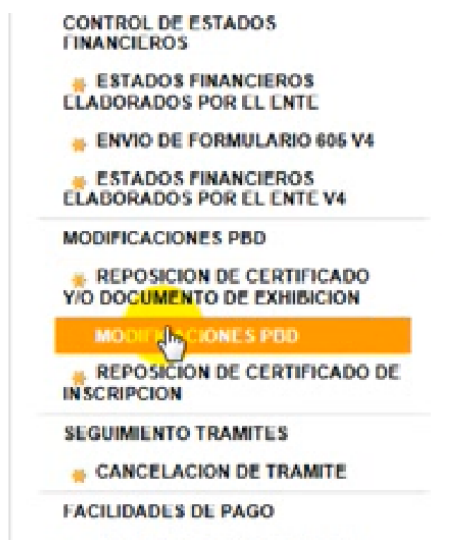 CONTROL DE ESTADOS
FINANCIEROS
ESTADOS FINANCIEROS
ELABORADOS POR EL ENTE
ENVIO DE FORMULARIO 605 V4
ESTADOS FINANCIEROS
ELABORADOS POR EL ENTE V4
MODIFICACIONES PBD
REPOSICION DE CERTIFICADO
Y/O DOCUMENTO DE EXHIBICION
MODIFICACIONES PBD
REPOSICION DE CERTIFICADO DE
INSCRIPCION
SEGUIMIENTO TRAMITES
CANCELACION DE TRAMITE
FACILIDADES DE PAGO